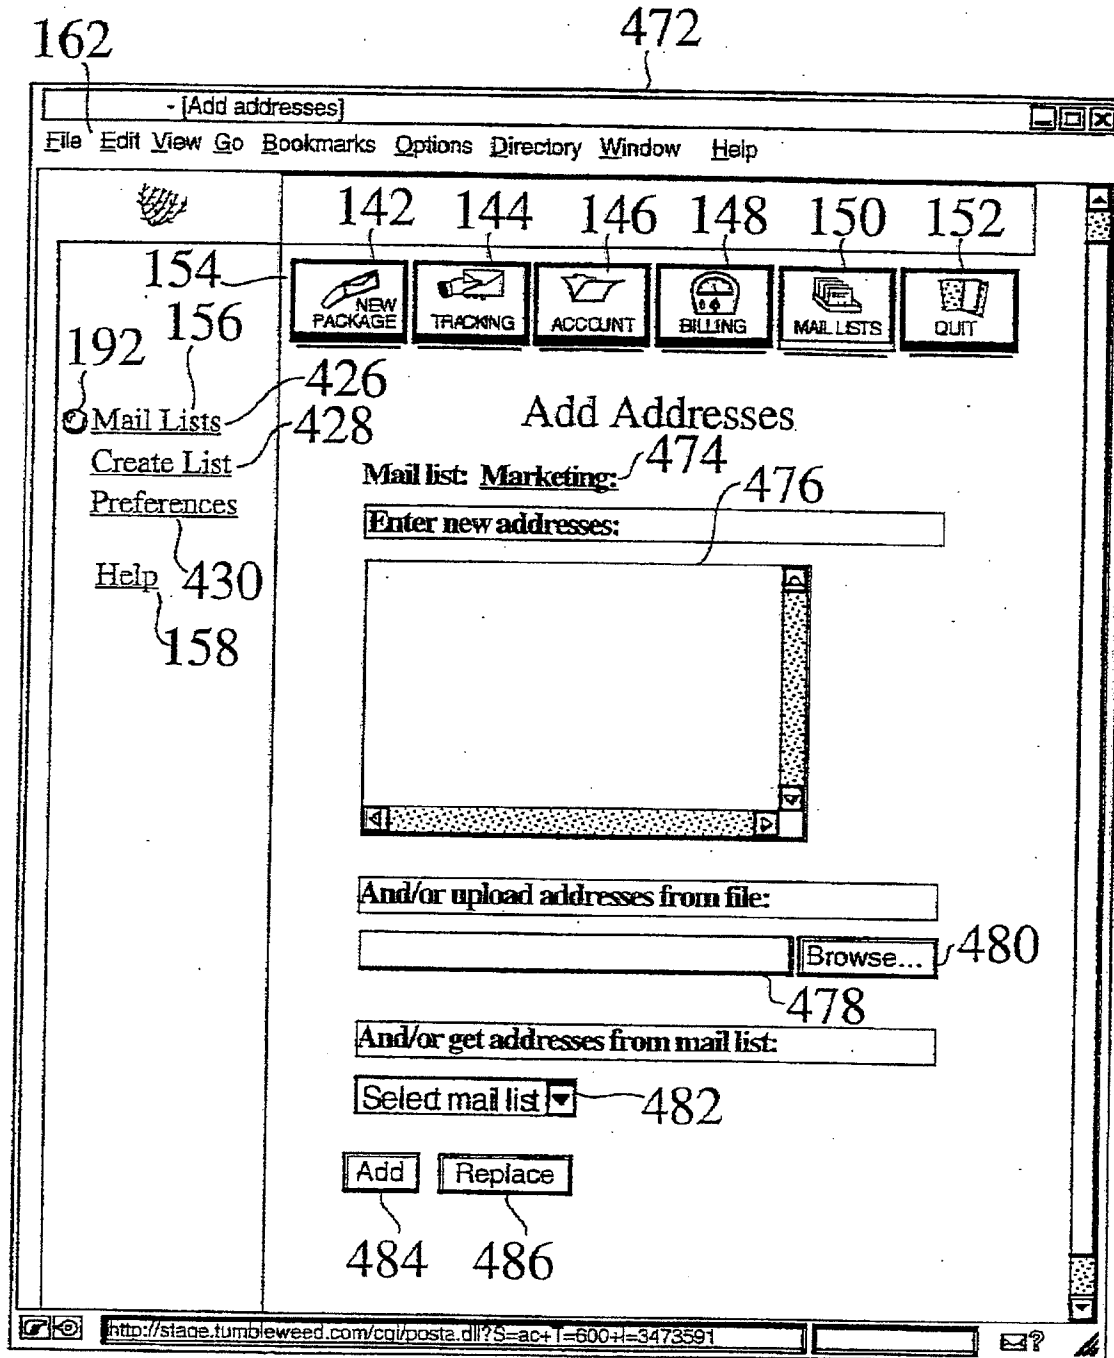 472
162
- [Add addresses]
File Edit View Go Bookmarks Options Directory Window Help
142 144 146 148 150 152
154
NEW PACKAGE TRACKING ACCOUNT BILLING MAIL LISTS QUIT
156
192
426
Mail Lists
Add Addresses
428
Create List
Mail list: Marketing: 474
476
Preferences
Enter new addresses:
Help 430
158
And/or upload addresses from file:
Browse... 480
478
And/or get addresses from mail list:
Select mail list 482
Add Replace
484 486
http://stage.tumbleweed.com/cgi/posta.dll?S=ac+T=600+I=3473591
?